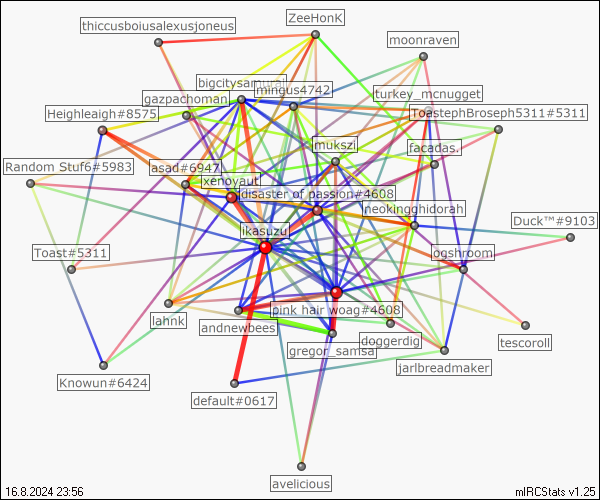 ZeeHonK
thiccusboiusalexusjoneus
moonraven
bigcitysamurai
mingus4742
turkey_mcnugget
gazpachoman
Heighleigh#8575
ToastephBroseph5311#5311
mukszi
facadas.
Random Stuf6#5983
asad#6947
xenoyaut
disaster of passion#4608
neokingghidorah
Duck™#9103
ikasuzu
Toast#5311
ogshroom
lahnk
pink hair woag#4608
andnewbees
doggerdig
tescoroll
gregor_samsa
jarlbreadmaker
Knowun#6424
default#0617
avelicious
16.8.2024 23:56
mIRCStats v1.25